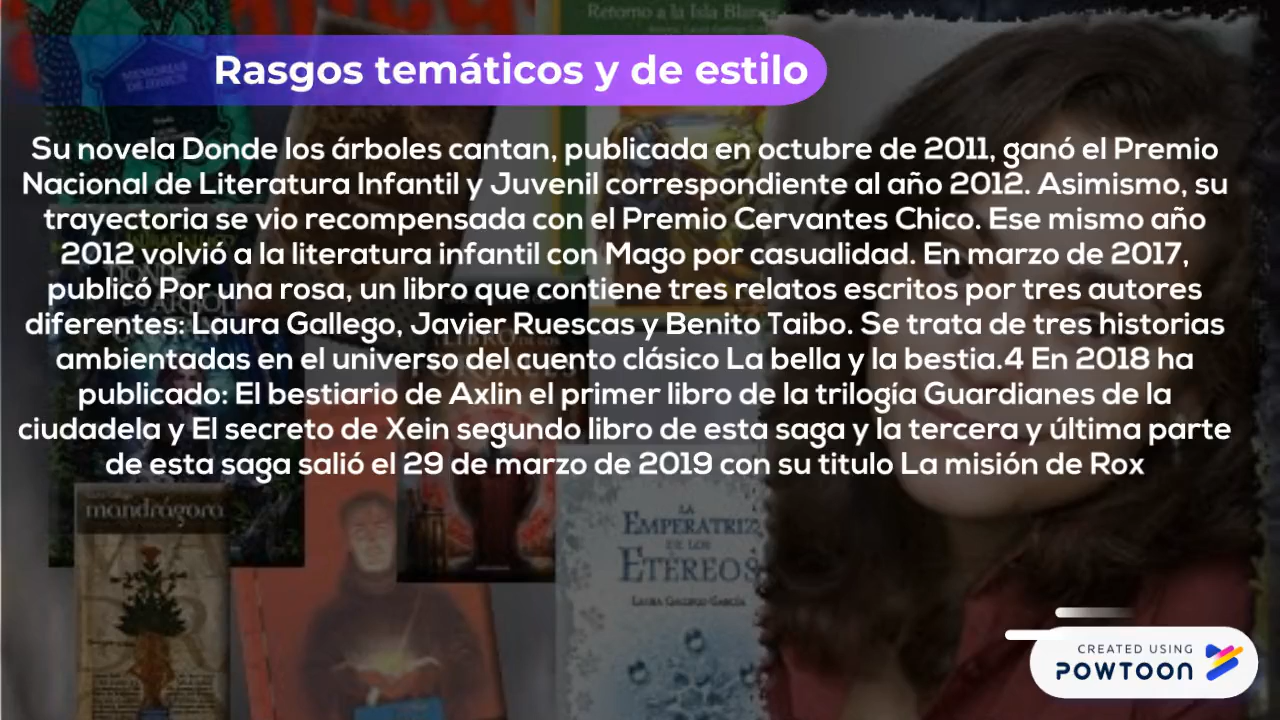 Retorno a la Isla Blanca
MEMORIAS
DE IDHÚN
Rasgos temáticos y de estilo
Su novela Donde los árboles cantan, publicada en octubre de 2011, ganó el Premio
Nacional de Literatura Infantil y Juvenil correspondiente al año 2012. Asimismo, su
trayectoria se vio recompensada con el Premio Cervantes Chico. Ese mismo año
2012 volvió a la literatura infantil con Mago por casualidad. En marzo de 2017,
publicó Por una rosa, un libro que contiene tres relatos escritos por tres autores
diferentes: Laura Gallego, Javier Ruescas y Benito Taibo. Se trata de tres historias
ambientadas en el universo del cuento clásico La bella y la bestia.4 En 2018 ha
publicado: El bestiario de Axlin el primer libro de la trilogía Guardianes de la
ciudadela y El secreto de Xein segundo libro de esta saga y la tercera y última parte
de esta saga salió el 29 de marzo de 2019 con su titulo La misión de Rox
mandrágora
LA
EMPERATRIZ
DE LOS
ETÉREOS
LAURA GALLEGO GARCÍA
CREATED USING
POWTOON